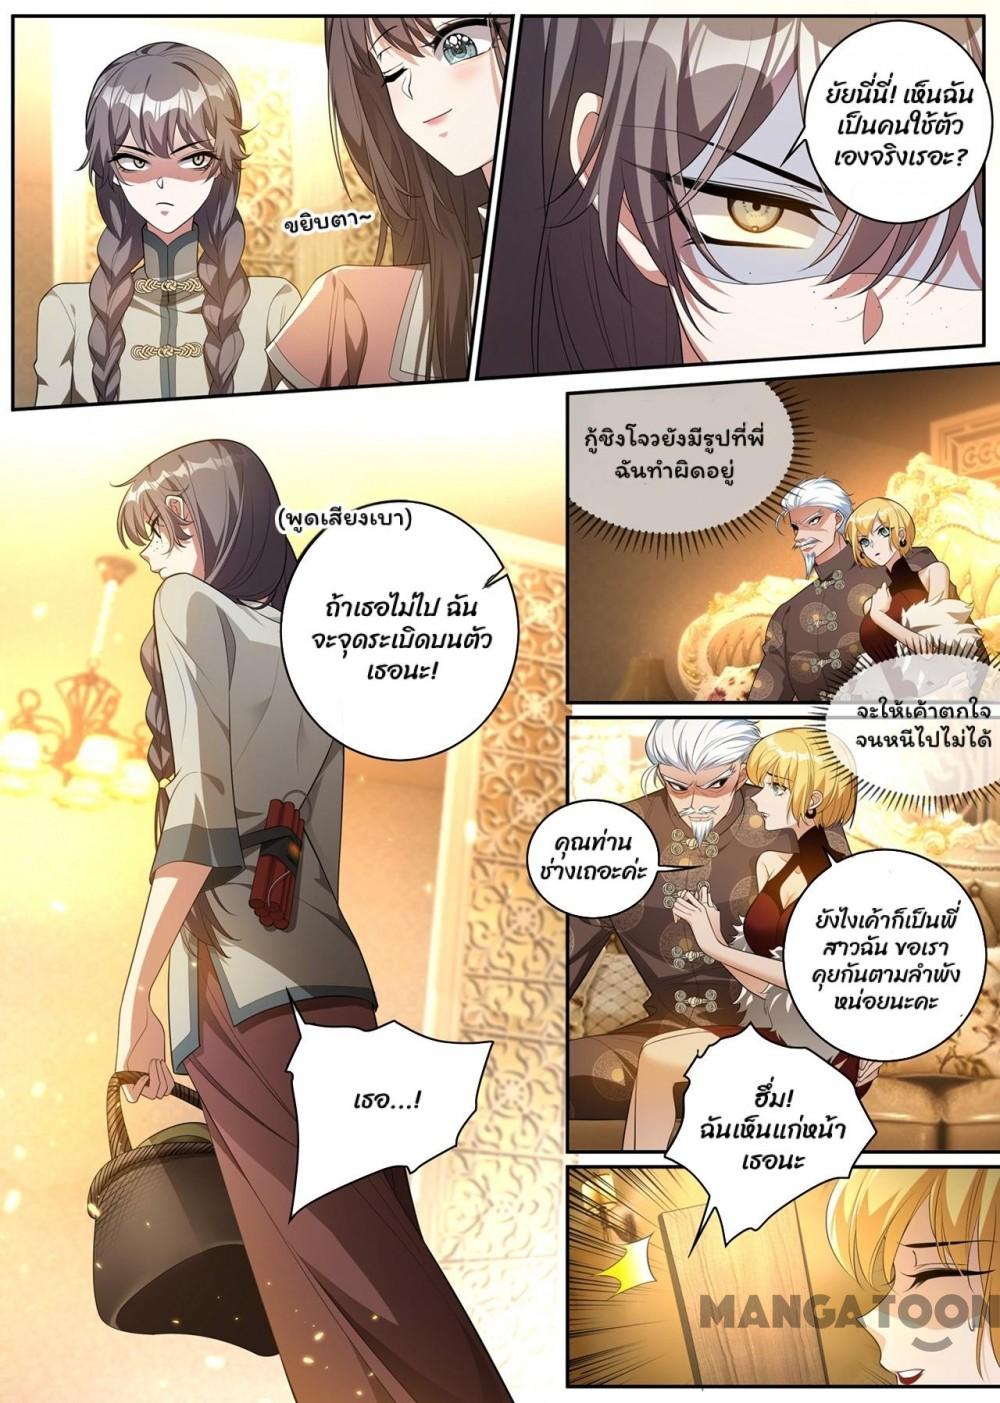 ขยิบตา~
ยัยนี่นี่! เห็นฉัน
เป็นคนใช้ตัว
เองจริงเรอะ?
กู้ชิงโจวยังมีรูปที่พี่
ฉันทำผิดอยู่
(พูดเสียงเบา)
ถ้าเธอไม่ไป ฉัน
จะจุดระเบิดบนตัว
เธอนะ!
จะให้เค้าตกใจ
จนหนีไปไม่ได้
คุณท่าน
ช่างเถอะค่ะ
ยังไงเค้าก็เป็นพี่
สาวฉัน ขอเรา
คุยกันตามลำพัง
หน่อยนะคะ
เธอ...!
ฮึ่ม!
ฉันเห็นแก่หน้า
เธอนะ
MANGATOON